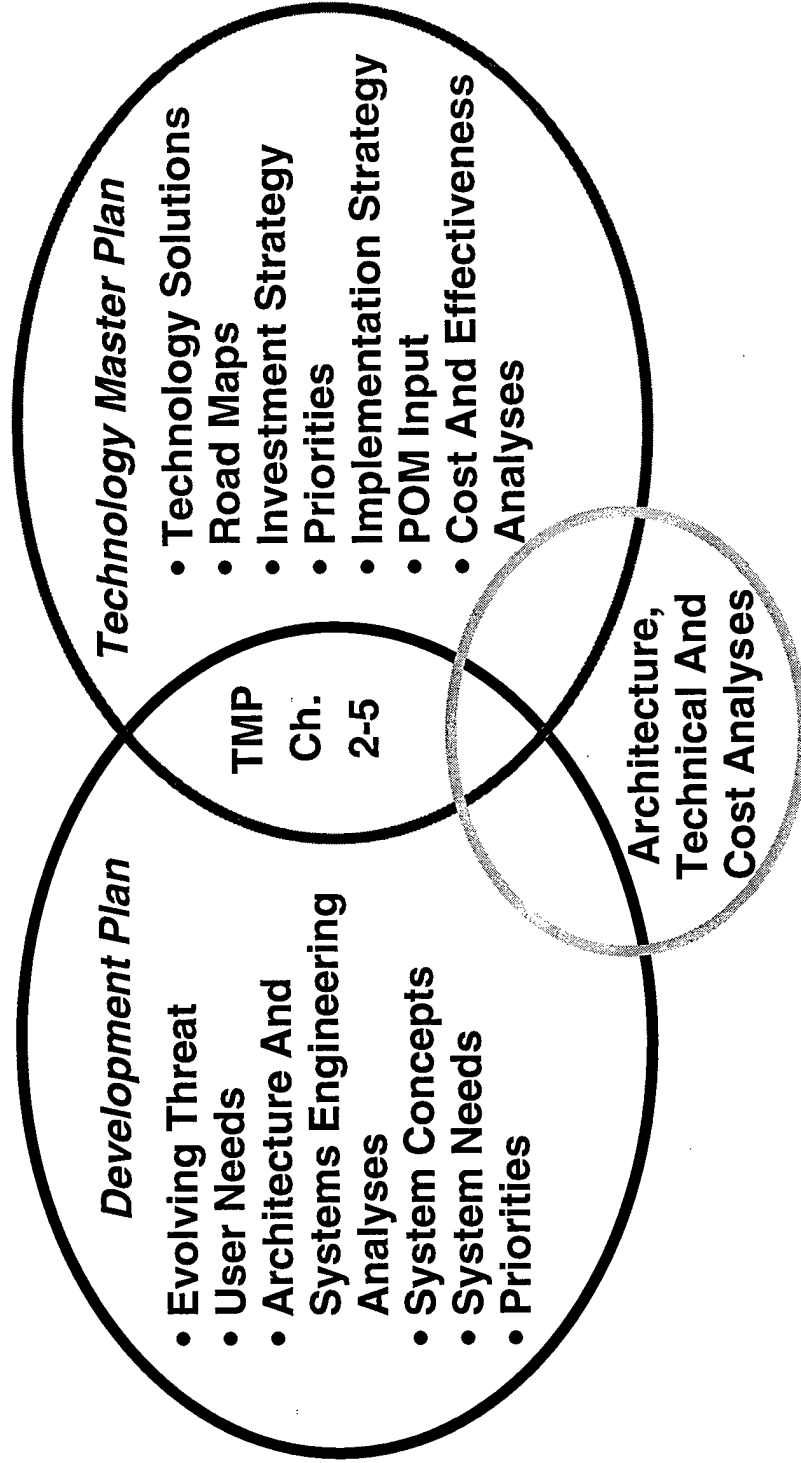 Development Plan
• Evolving Threat
• User Needs
• Architecture And
Systems Engineering
Analyses
• System Concepts
• System Needs
• Priorities
TMP
Ch.
2-5
Technology Master Plan
• Technology Solutions
• Road Maps
• Investment Strategy
• Priorities
• Implementation Strategy
• POM Input
• Cost And Effectiveness
Analyses
Architecture,
Technical And
Cost Analyses